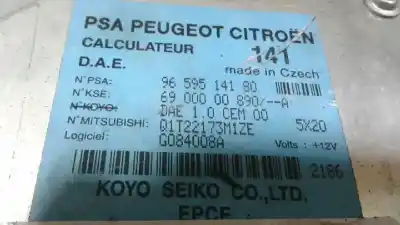 PSA PEUGEOT CITROËN
CALCULATEUR 141
D.A.E. made in Czech
N°PSA: 96 595 141 80
N°KSE: 69 000 00 890/--A
N°KOYO: DAE 1.0 CEM 00
N°MITSUBISHI: Q1T22173M1ZE 5X20
Logiciel: G084008A Volts : +12V
2186
KOYO SEIKO CO.,LTD.
EPCE